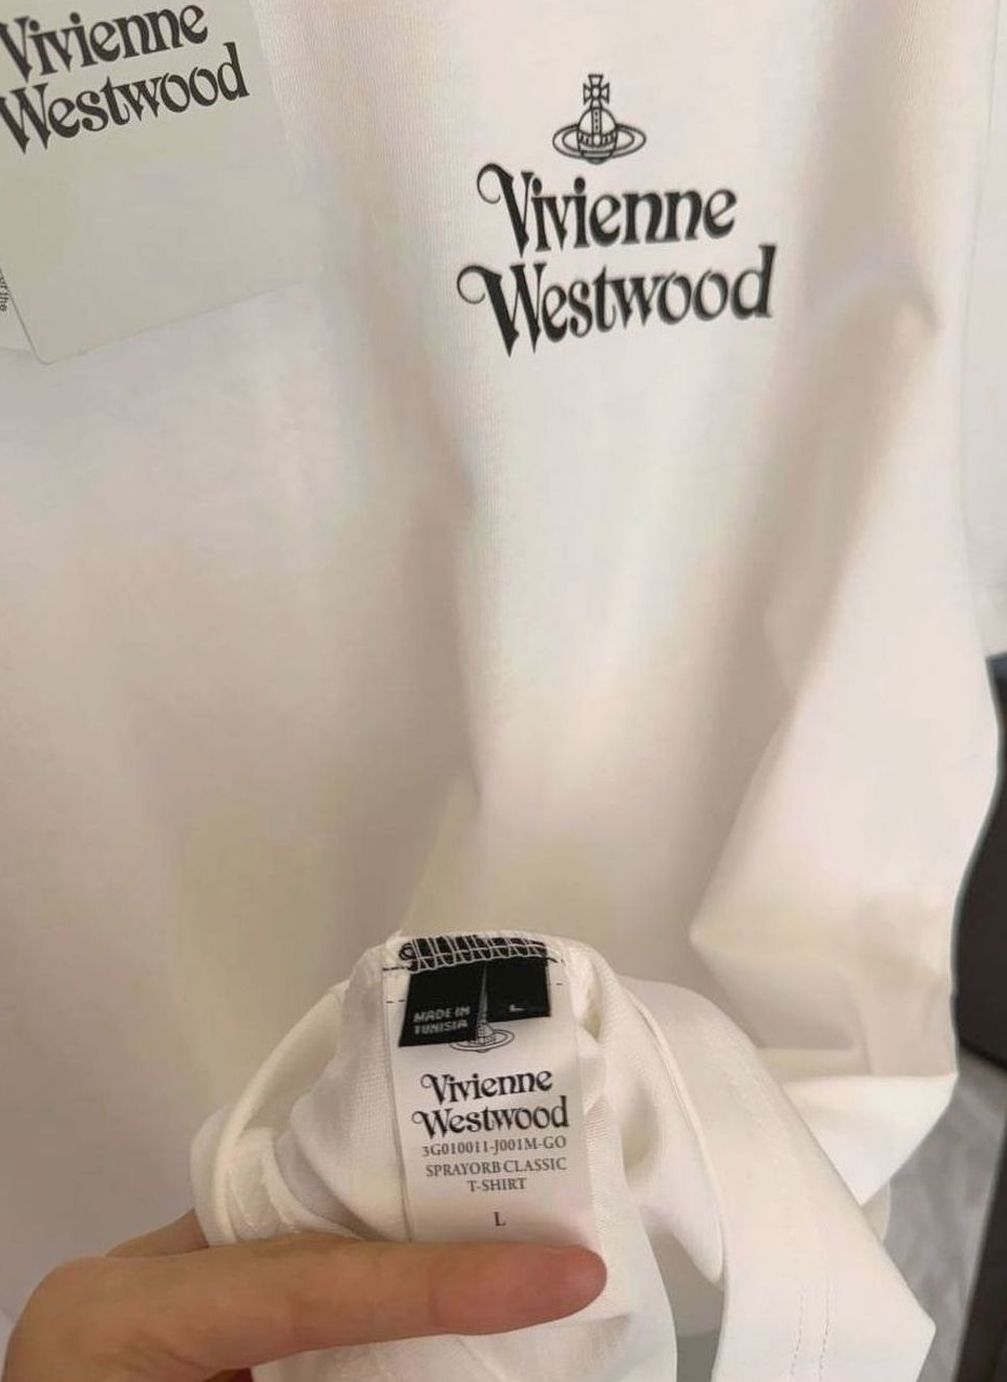 Vivienne
Westwood
Vivienne
Westwood
MADE IN
TUNISIA
L
Vivienne
Westwood
3G010011-J001M-GO
SPRAYORB CLASSIC
T-SHIRT
L